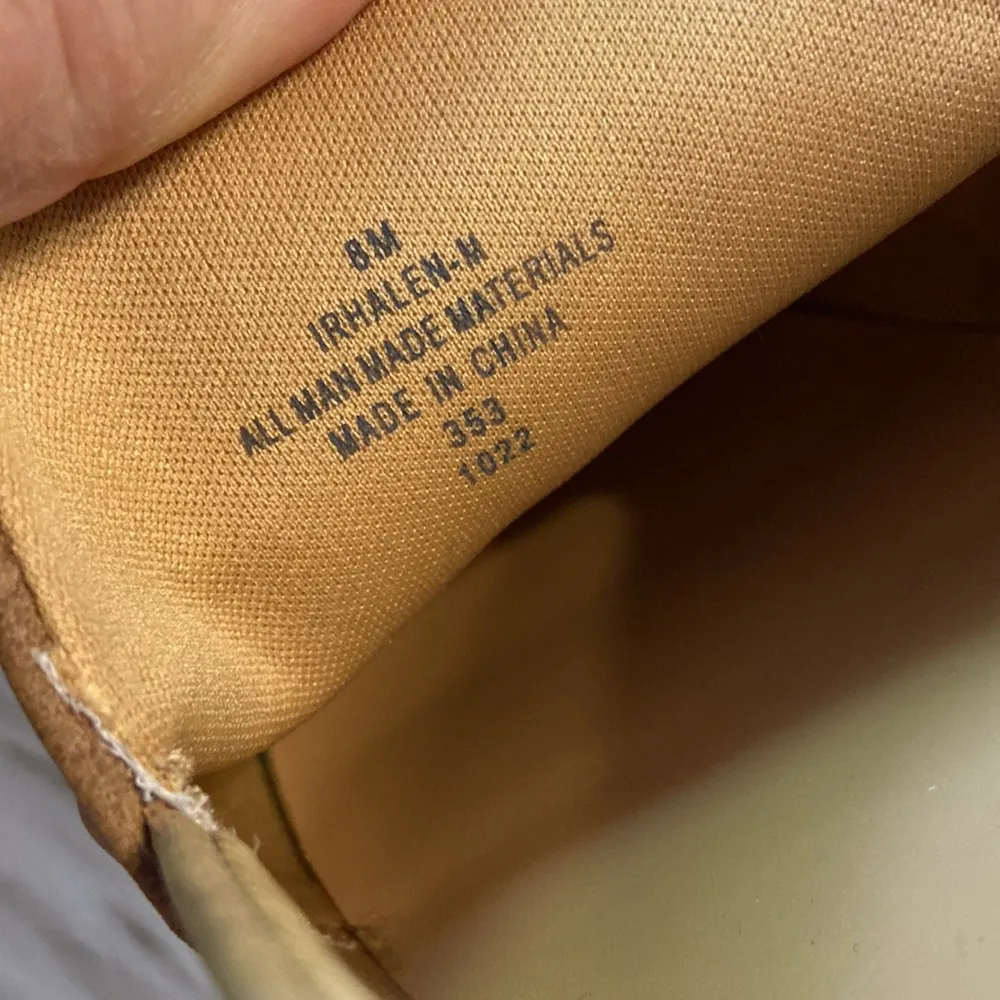 8M
IRHALEN-M
ALL MAN MADE MATERIALS
MADE IN CHINA
353
1022